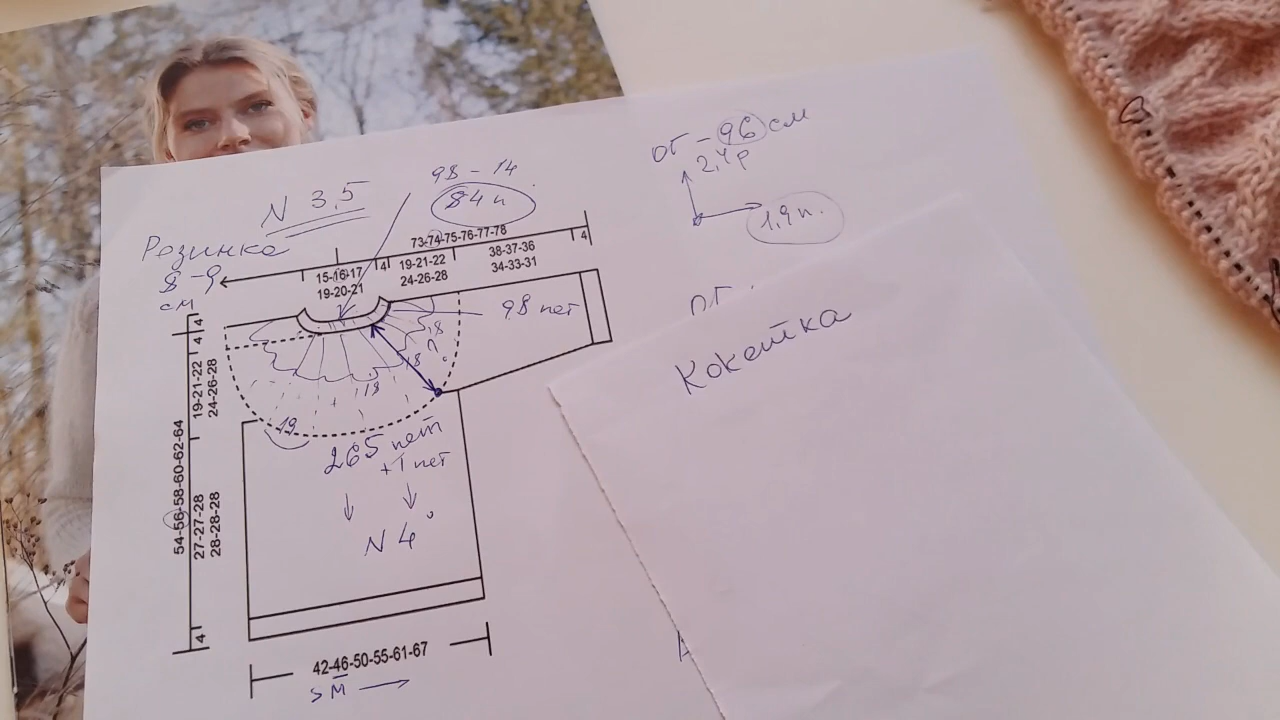 98 - 14
84 п.
N 3,5
Резинка
8 - 9
см
73-74-75-76-77-78
4
15-16-17
19-20-21
4
19-21-22
24-26-28
38-37-36
34-33-31
98 пет
18
п.
18
18
19
265 пет
+1 пет
N 4
4
4
19-21-22
24-26-28
54-56-58-60-62-64
27-27-28
28-28-28
4
42-46-50-55-61-67
S M
ОГ - 96 см
2,4 р
1,9 п.
ПГ.
Кокетка